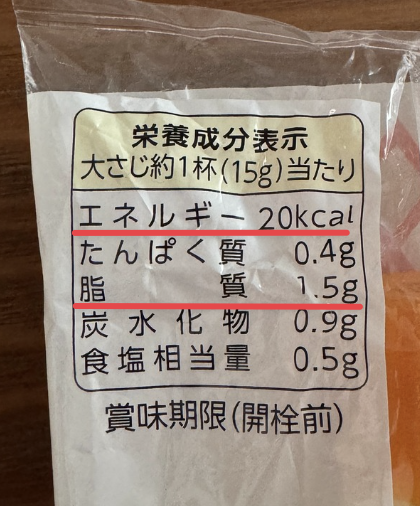 栄養成分表示
大さじ約1杯(15g)当たり
エネルギー 20kcal
たんぱく質 0.4g
脂質 1.5g
炭水化物 0.9g
食塩相当量 0.5g
賞味期限(開栓前)